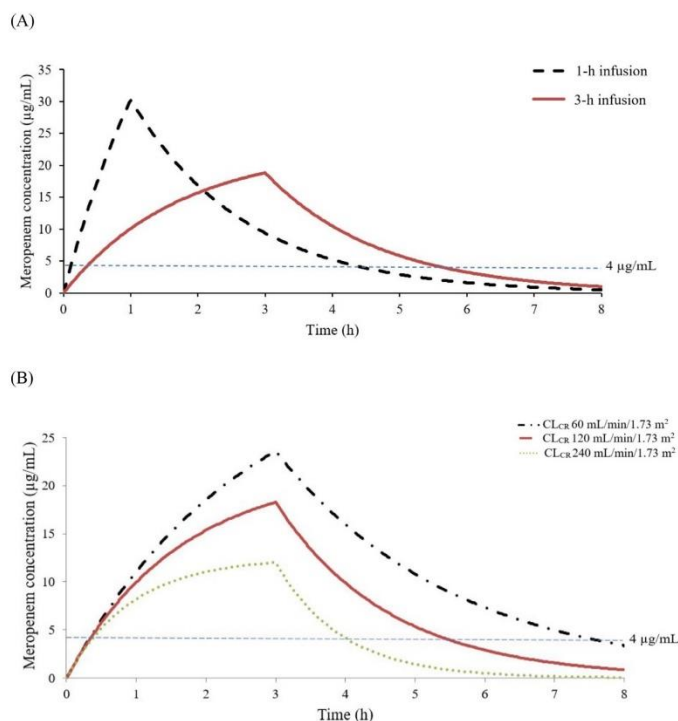 (A)
Meropenem concentration (µg/mL)
35
30
25
20
15
10
5
0
1-h infusion
3-h infusion
4 µg/mL
0 1 2 3 4 5 6 7 8
Time (h)
(B)
Meropenem concentration (µg/mL)
25
20
15
10
5
0
CLCR 60 mL/min/1.73 m²
CLCR 120 mL/min/1.73 m²
CLCR 240 mL/min/1.73 m²
4 µg/mL
0 1 2 3 4 5 6 7 8
Time (h)